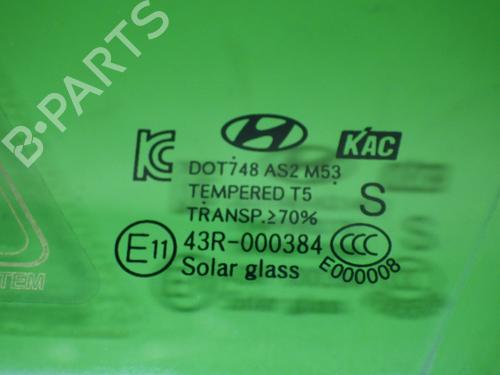 B-PARTS
KC
KAC
DOT748 AS2 M53
TEMPERED T5
TRANSP.≥70%
S
E11
43R-000384
CCC
E000008
Solar glass
TEM